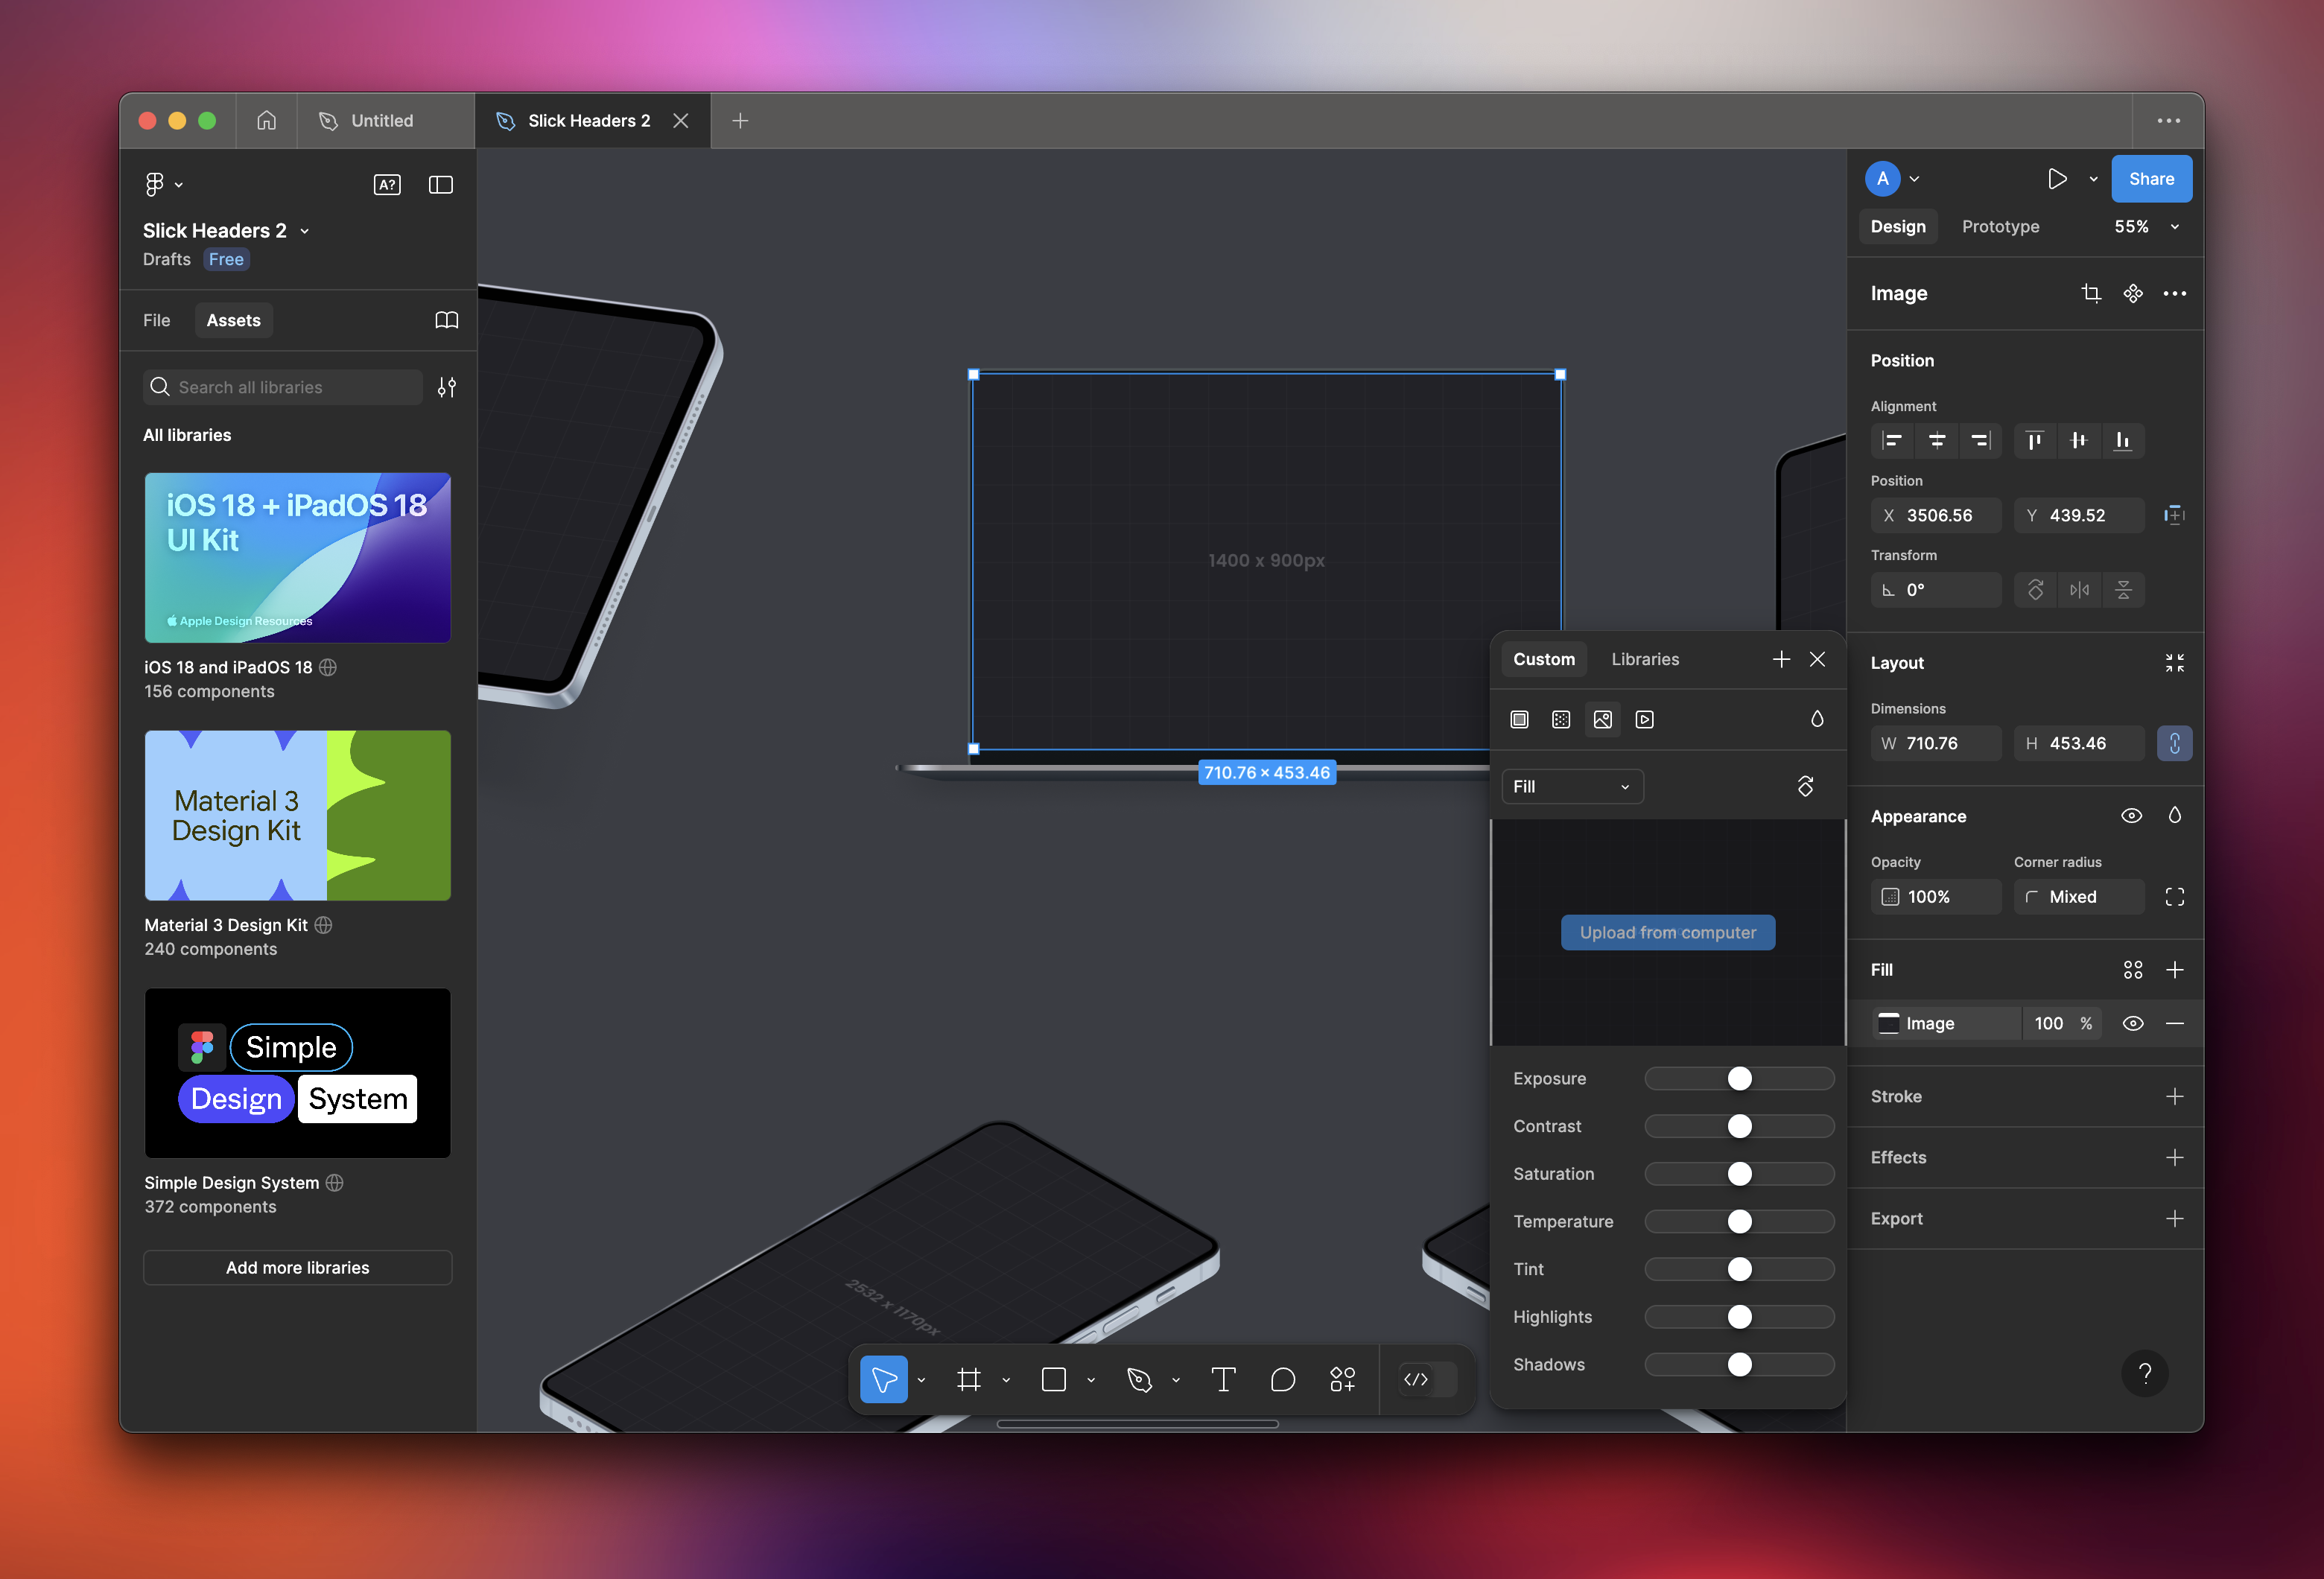 Untitled
Slick Headers 2
A?
Slick Headers 2
Drafts Free
File Assets
Search all libraries
All libraries
iOS 18 + iPadOS 18
UI Kit
Apple Design Resources
iOS 18 and iPadOS 18
156 components
Material 3
Design Kit
Material 3 Design Kit
240 components
Simple
Design System
Simple Design System
372 components
Add more libraries
1400 x 900px
710.76 × 453.46
2532 x 1170px
Custom Libraries
Fill
Upload from computer
Exposure
Contrast
Saturation
Temperature
Tint
Highlights
Shadows
A
Share
Design Prototype 55%
Image
Position
Alignment
Position
X 3506.56 Y 439.52
Transform
0°
Layout
Dimensions
W 710.76 H 453.46
Appearance
Opacity Corner radius
100% Mixed
Fill
Image 100 %
Stroke
Effects
Export
?